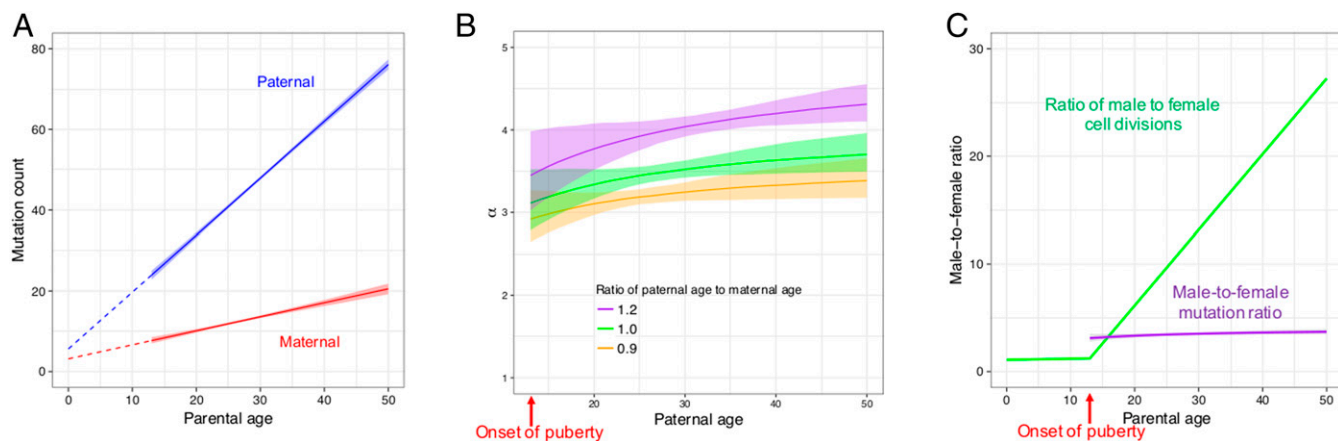 A
Mutation count
80
60
40
20
0
Paternal
Maternal
0
10
20
30
40
50
Parental age
B
α
5
4
3
2
1
Ratio of paternal age to maternal age
1.2
1.0
0.9
20
30
40
50
Paternal age
Onset of puberty
C
Male-to-female ratio
30
20
10
0
Ratio of male to female
cell divisions
Male-to-female
mutation ratio
0
10
20
30
40
50
Parental age
Onset of puberty